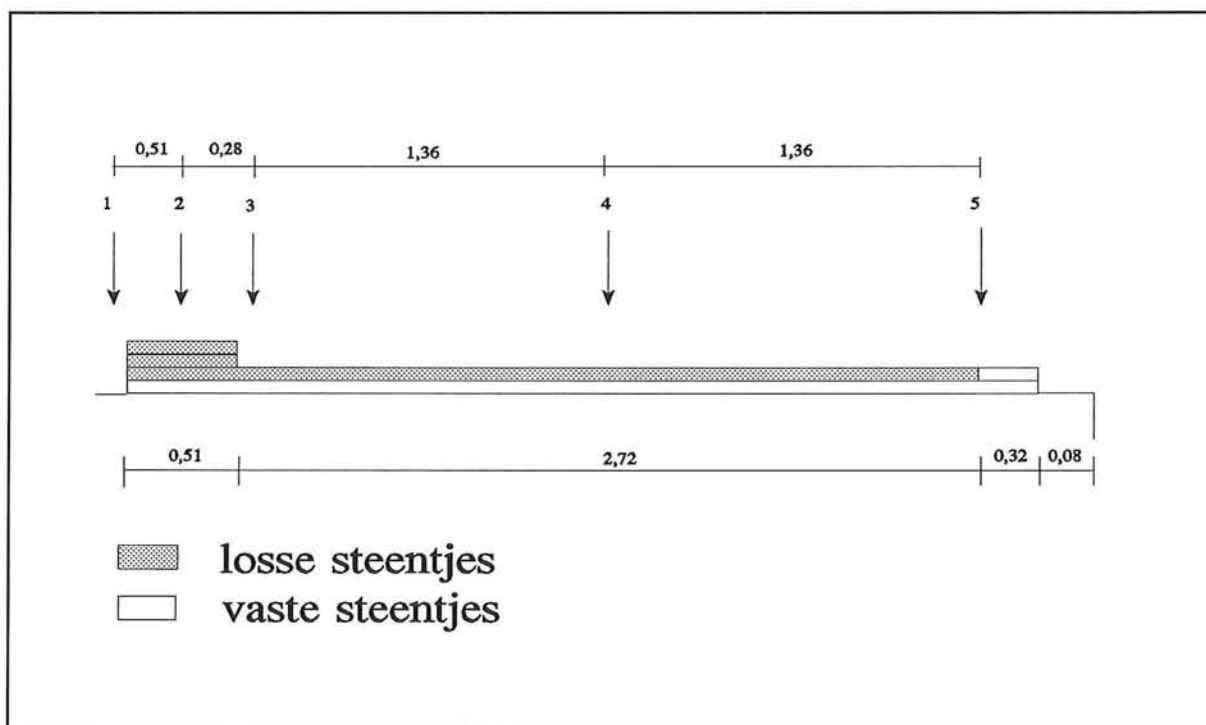 0,51 0,28 1,36 1,36
1 2 3 4 5
0,51 2,72 0,32 0,08
losse steentjes
vaste steentjes